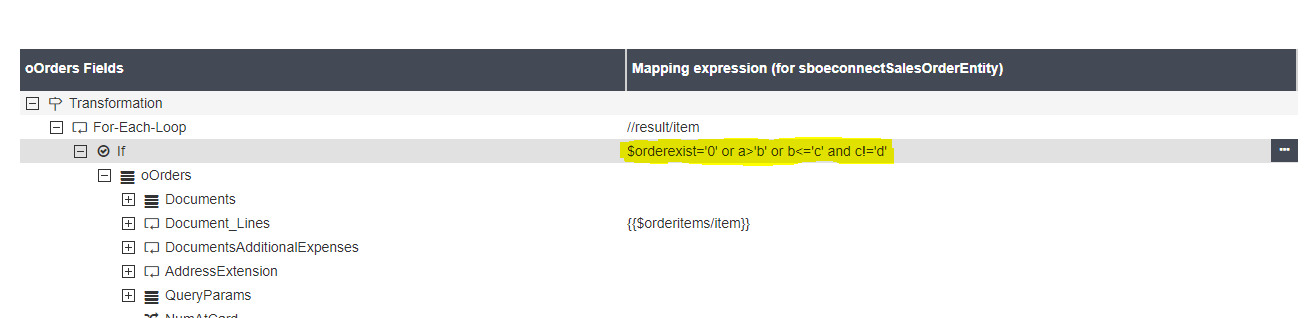 oOrders Fields Mapping expression (for sboeconnectSalesOrderEntity)
Transformation
For-Each-Loop //result/item
If $orderexist='0' or a>'b' or b<='c' and c!='d'
oOrders
Documents
Document_Lines {{$orderitems/item}}
DocumentsAdditionalExpenses
AddressExtension
QueryParams
NumAtCard